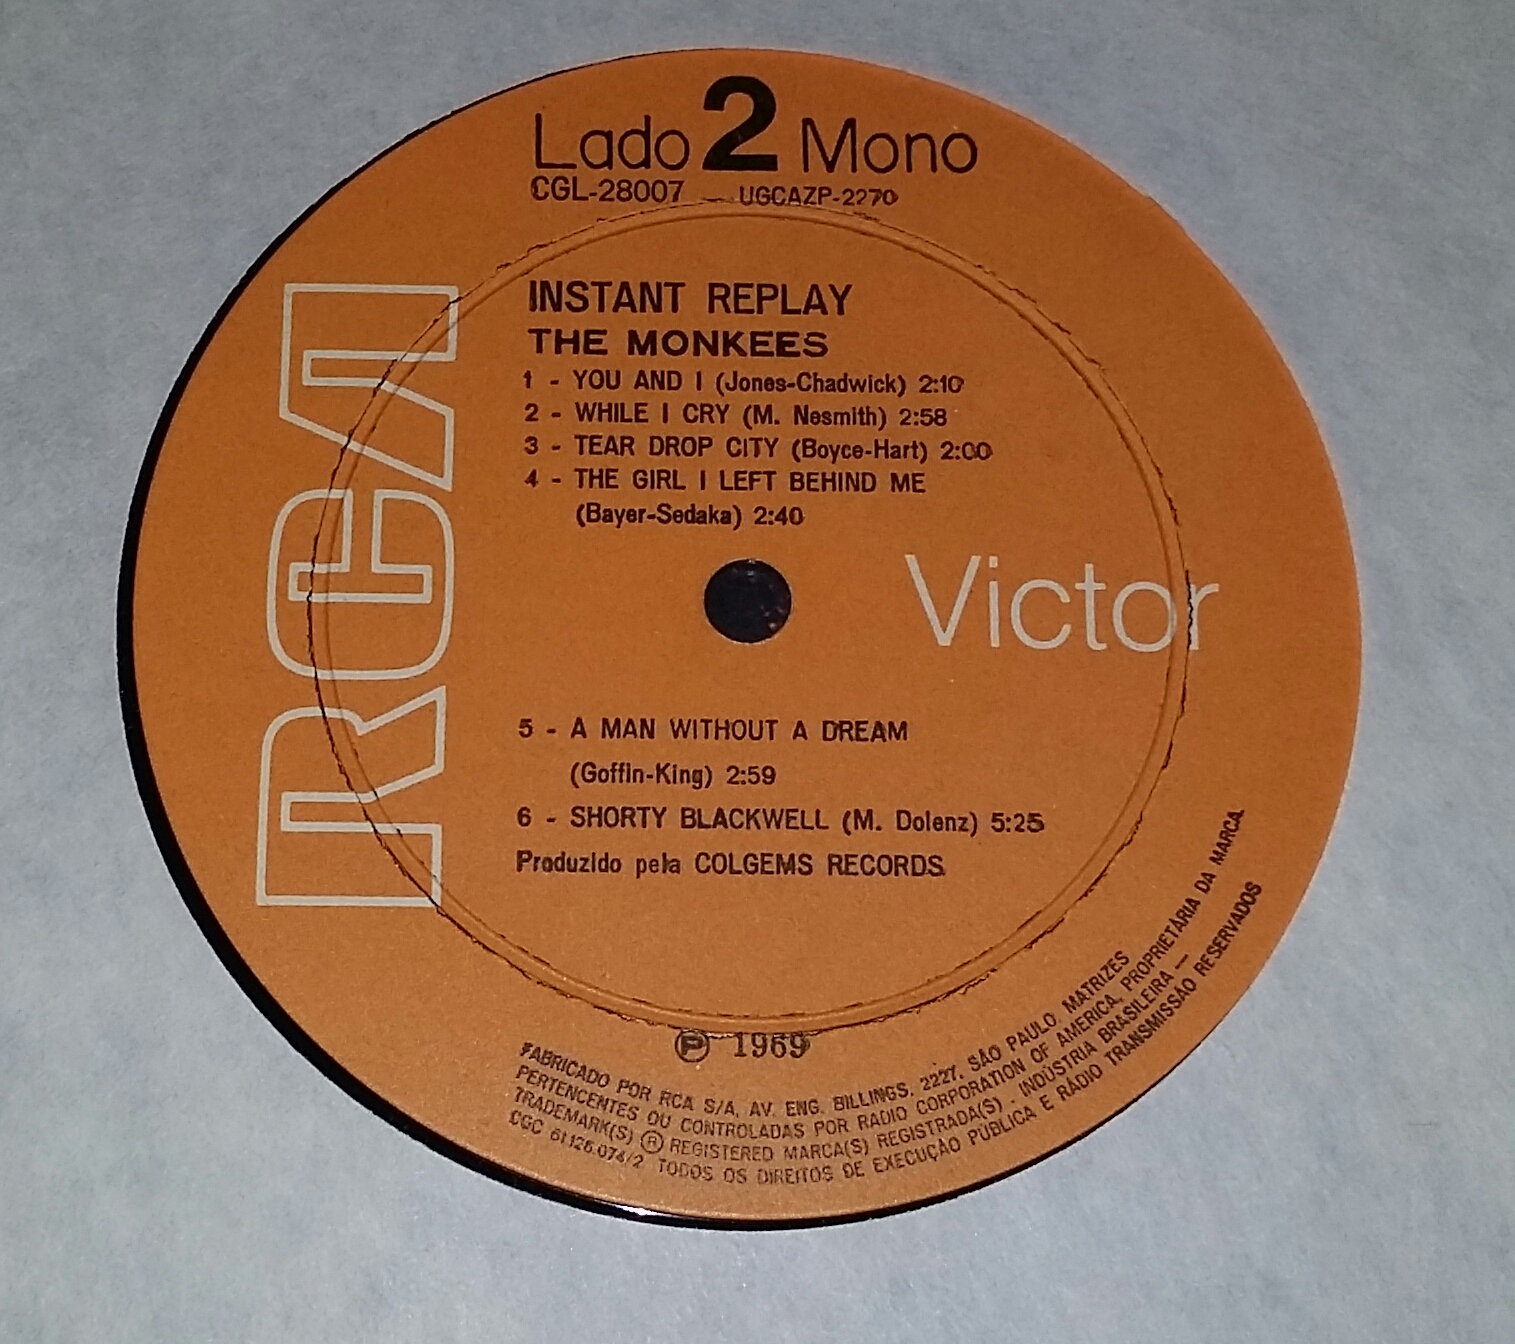 Lado 2 Mono
CGL-28007 — UGCAZP-2270
INSTANT REPLAY
THE MONKEES
1 - YOU AND I (Jones-Chadwick) 2:10
2 - WHILE I CRY (M. Nesmith) 2:58
3 - TEAR DROP CITY (Boyce-Hart) 2:00
4 - THE GIRL I LEFT BEHIND ME
(Bayer-Sedaka) 2:40
RCA
Victor
5 - A MAN WITHOUT A DREAM
(Goffin-King) 2:59
6 - SHORTY BLACKWELL (M. Dolenz) 5:25
Produzido pela COLGEMS RECORDS
Ⓟ 1969
FABRICADO POR RCA S/A, AV. ENG. BILLINGS, 2227, SÃO PAULO, MATRIZES
PERTENCENTES OU CONTROLADAS POR RADIO CORPORATION OF AMERICA, PROPRIETÁRIA DA MARCA.
TRADEMARK(S) ® REGISTERED MARCA(S) REGISTRADA(S) - INDÚSTRIA BRASILEIRA —
CGC 61.126.074/2 TODOS OS DIREITOS DE EXECUÇÃO PÚBLICA E RÁDIO TRANSMISSÃO RESERVADOS